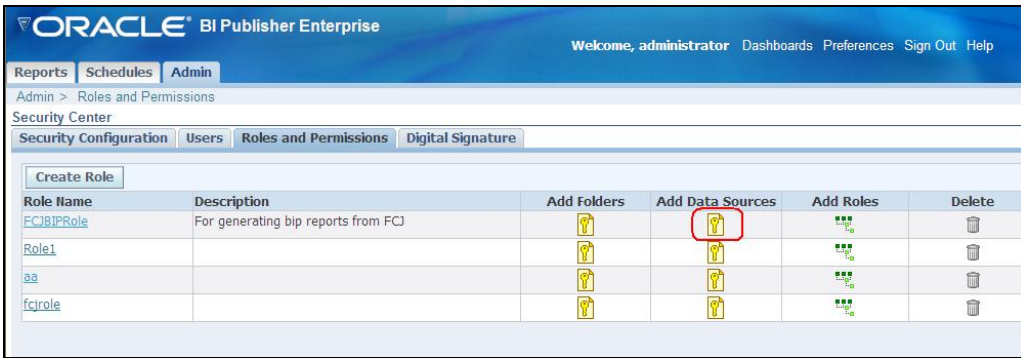 ORACLE® BI Publisher Enterprise
Welcome, administrator Dashboards Preferences Sign Out Help
Reports Schedules Admin
Admin > Roles and Permissions
Security Center
Security Configuration Users Roles and Permissions Digital Signature
Create Role
Role Name Description Add Folders Add Data Sources Add Roles Delete
FCJBIPRole For generating bip reports from FCJ
Role1
aa
fcjrole